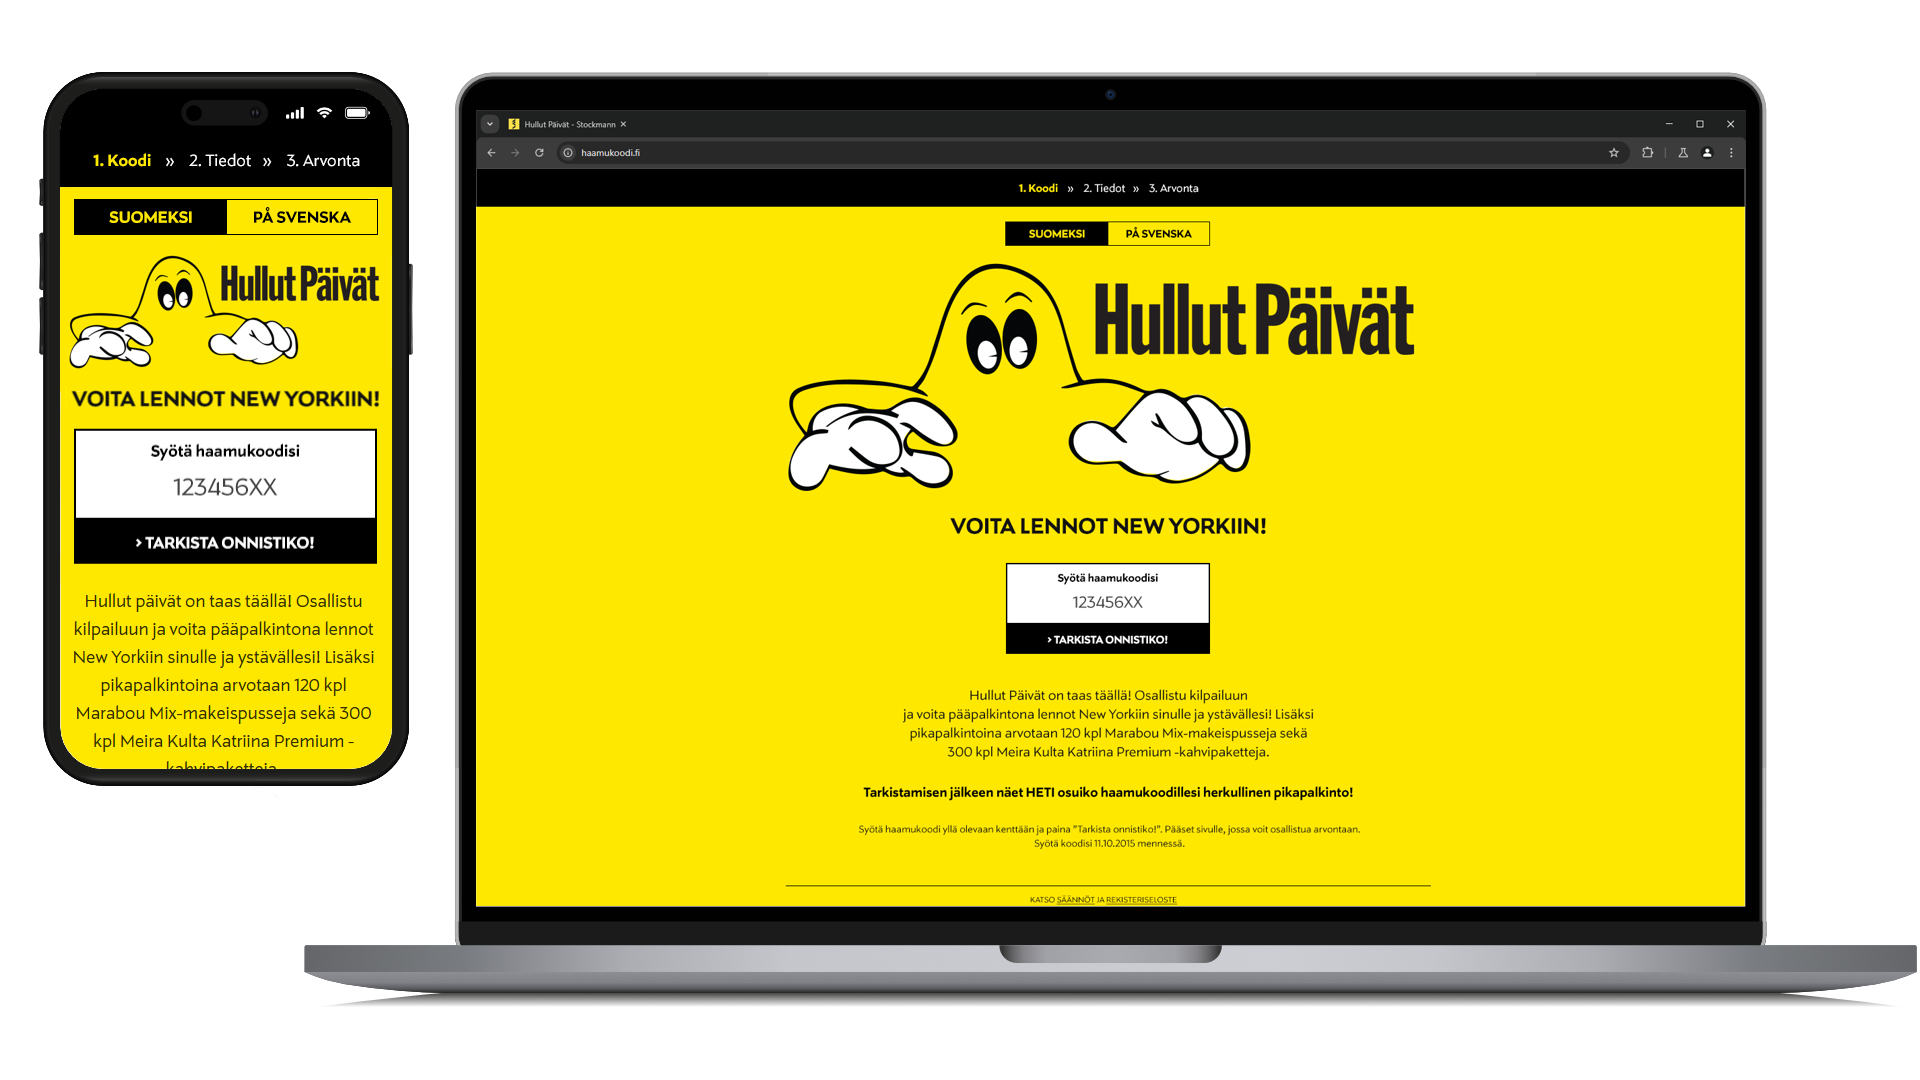 1. Koodi » 2. Tiedot » 3. Arvonta
SUOMEKSI PÅ SVENSKA
Hullut Päivät
VOITA LENNOT NEW YORKIIN!
Syötä haamukoodisi
123456XX
› TARKISTA ONNISTIKO!
Hullut päivät on taas täällä! Osallistu
kilpailuun ja voita pääpalkintona lennot
New Yorkiin sinulle ja ystävällesi! Lisäksi
pikapalkintoina arvotaan 120 kpl
Marabou Mix-makeispusseja sekä 300
kpl Meira Kulta Katriina Premium -
kahvipaketteja.
Hullut Päivät - Stockmann
haamukoodi.fi
1. Koodi » 2. Tiedot » 3. Arvonta
SUOMEKSI PÅ SVENSKA
Hullut Päivät
VOITA LENNOT NEW YORKIIN!
Syötä haamukoodisi
123456XX
› TARKISTA ONNISTIKO!
Hullut Päivät on taas täällä! Osallistu kilpailuun
ja voita pääpalkintona lennot New Yorkiin sinulle ja ystävällesi! Lisäksi
pikapalkintoina arvotaan 120 kpl Marabou Mix-makeispusseja sekä
300 kpl Meira Kulta Katriina Premium -kahvipaketteja.
Tarkistamisen jälkeen näet HETI osuiko haamukoodillesi herkullinen pikapalkinto!
Syötä haamukoodi yllä olevaan kenttään ja paina "Tarkista onnistiko!". Pääset sivulle, jossa voit osallistua arvontaan.
Syötä koodisi 11.10.2015 mennessä.
KATSO SÄÄNNÖT JA REKISTERISELOSTE